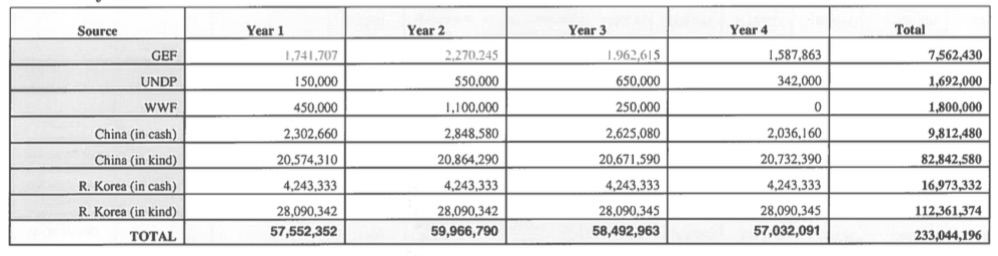 Source Year 1 Year 2 Year 3 Year 4 Total
GEF 1,741,707 2,270,245 1,962,615 1,587,863 7,562,430
UNDP 150,000 550,000 650,000 342,000 1,692,000
WWF 450,000 1,100,000 250,000 0 1,800,000
China (in cash) 2,302,660 2,848,580 2,625,080 2,036,160 9,812,480
China (in kind) 20,574,310 20,864,290 20,671,590 20,732,390 82,842,580
R. Korea (in cash) 4,243,333 4,243,333 4,243,333 4,243,333 16,973,332
R. Korea (in kind) 28,090,342 28,090,342 28,090,345 28,090,345 112,361,374
TOTAL 57,552,352 59,966,790 58,492,963 57,032,091 233,044,196